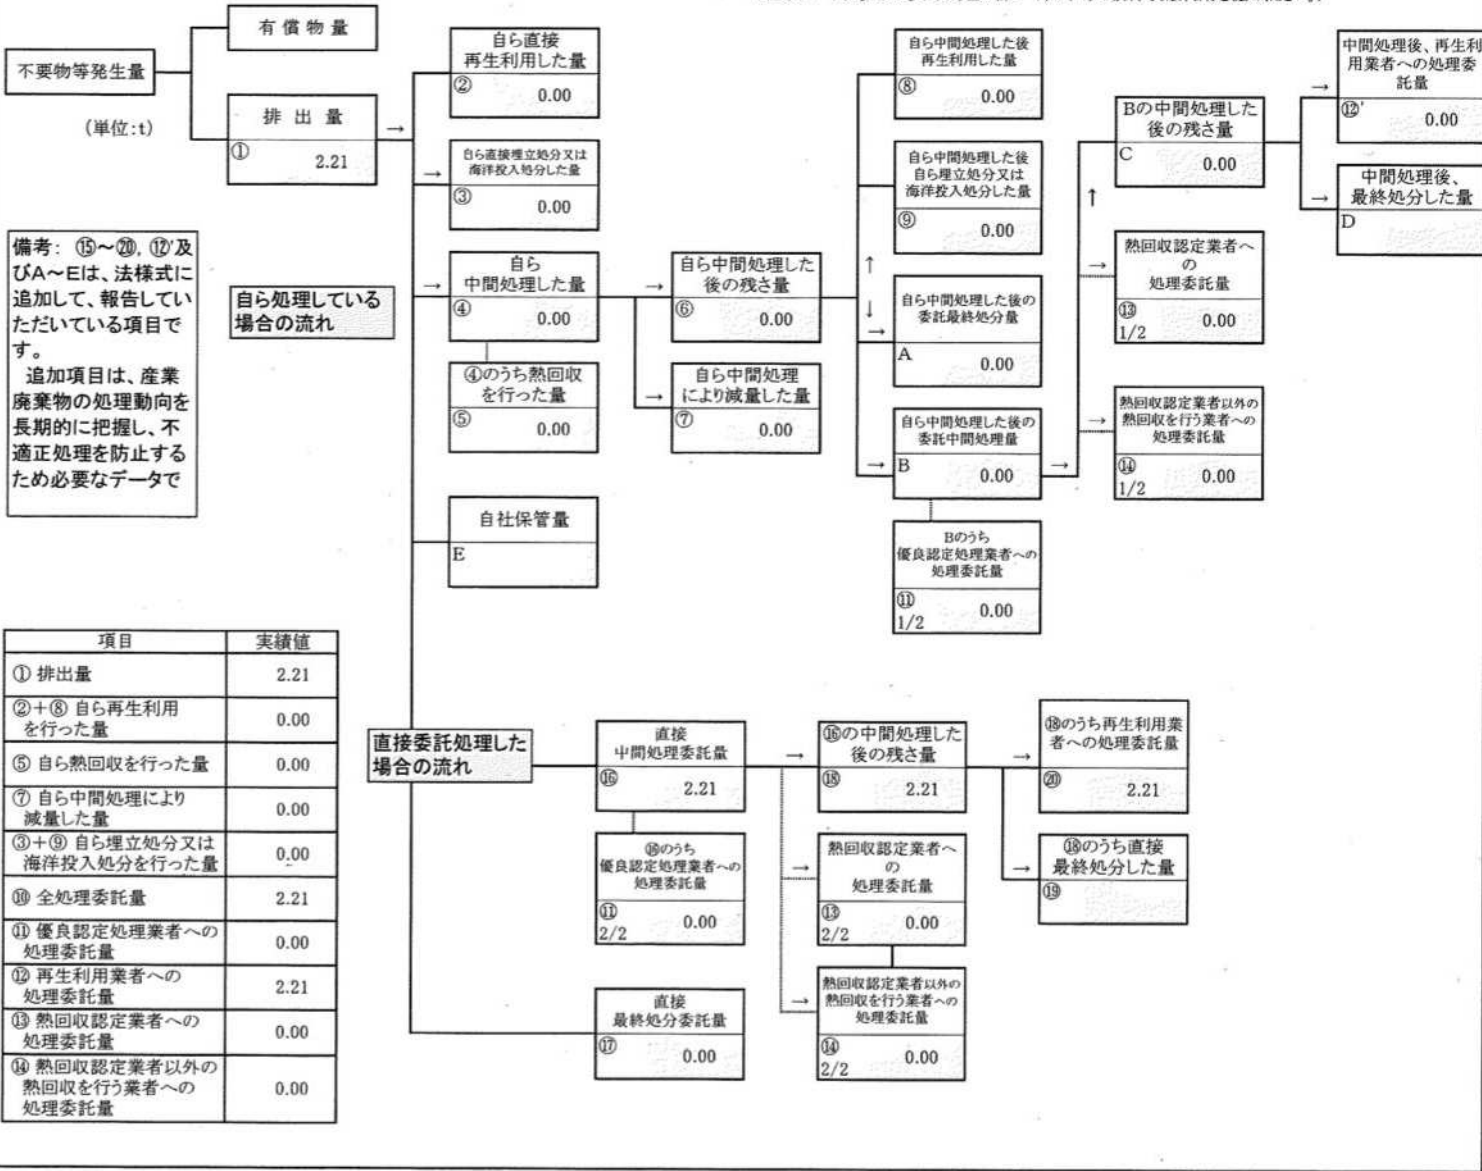 不要物等発生量
(単位:t)
有償物量
排出量
① 2.21
→
備考: ⑮~⑳, ⑫'及
びA~Eは、法様式に
追加して、報告してい
ただいている項目で
す。
追加項目は、産業
廃棄物の処理動向を
長期的に把握し、不
適正処理を防止する
ため必要なデータで
自ら処理している
場合の流れ
自ら直接
再生利用した量
② 0.00
→
自ら直接埋立処分又は
海洋投入処分した量
③ 0.00
→
自ら
中間処理した量
④ 0.00
④のうち熱回収
を行った量
⑤ 0.00
自社保管量
E
→
自ら中間処理した
後の残さ量
⑥ 0.00
→
自ら中間処理
により減量した量
⑦ 0.00
自ら中間処理した後
再生利用した量
⑧ 0.00
自ら中間処理した後
自ら埋立処分又は
海洋投入処分した量
⑨ 0.00
↑
↓
→
自ら中間処理した後の
委託最終処分量
A 0.00
→
自ら中間処理した後の
委託中間処理量
B 0.00
→
Bのうち
優良認定処理業者への
処理委託量
⑪
1/2 0.00
Bの中間処理した
後の残さ量
C 0.00
↑
→
熱回収認定業者へ
の
処理委託量
⑬
1/2 0.00
→
熱回収認定業者以外の
熱回収を行う業者への
処理委託量
⑭
1/2 0.00
→
中間処理後、再生利
用業者への処理委
託量
⑫' 0.00
→
中間処理後、
最終処分した量
D
項目 実績値
① 排出量 2.21
②+⑧ 自ら再生利用
を行った量 0.00
⑤ 自ら熱回収を行った量 0.00
⑦ 自ら中間処理により
減量した量 0.00
③+⑨ 自ら埋立処分又は
海洋投入処分を行った量 0.00
⑩ 全処理委託量 2.21
⑪ 優良認定処理業者への
処理委託量 0.00
⑫ 再生利用業者への
処理委託量 2.21
⑬ 熱回収認定業者への
処理委託量 0.00
⑭ 熱回収認定業者以外の
熱回収を行う業者への
処理委託量 0.00
直接委託処理した
場合の流れ
直接
中間処理委託量
⑯ 2.21
⑯のうち
優良認定処理業者への
処理委託量
⑪
2/2 0.00
直接
最終処分委託量
⑰ 0.00
→
⑯の中間処理した
後の残さ量
⑱ 2.21
→
熱回収認定業者へ
の
処理委託量
⑬
2/2 0.00
→
熱回収認定業者以外の
熱回収を行う業者への
処理委託量
⑭
2/2 0.00
→
⑱のうち再生利用業
者への処理委託量
⑳ 2.21
→
⑱のうち直接
最終処分した量
⑲